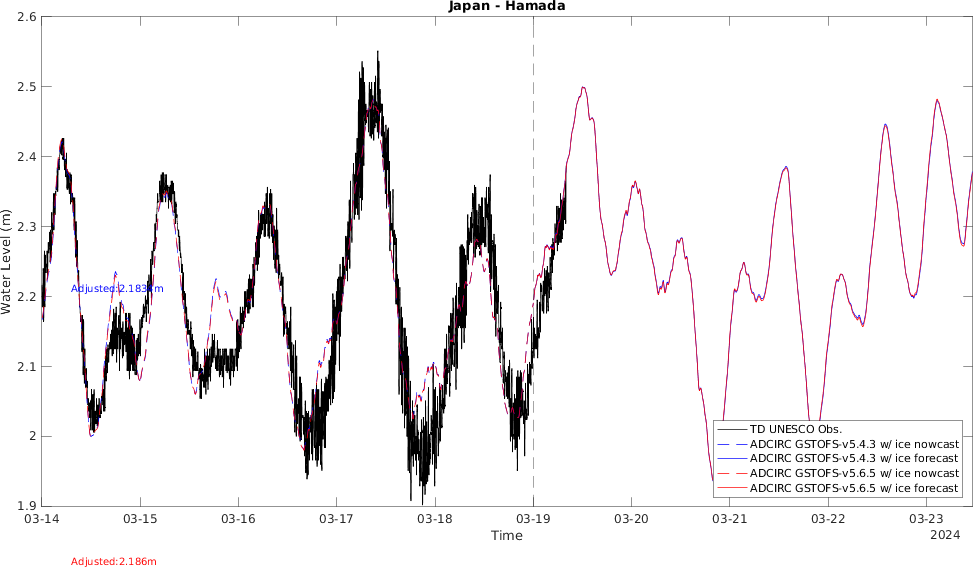 Japan - Hamada
2.6
2.5
2.4
2.3
2.2
2.1
2
1.9
Water Level (m)
Adjusted:2.183m
TD UNESCO Obs.
ADCIRC GSTOFS-v5.4.3 w/ ice nowcast
ADCIRC GSTOFS-v5.4.3 w/ ice forecast
ADCIRC GSTOFS-v5.6.5 w/ ice nowcast
ADCIRC GSTOFS-v5.6.5 w/ ice forecast
03-14 03-15 03-16 03-17 03-18 03-19 03-20 03-21 03-22 03-23
Time
2024
Adjusted:2.186m